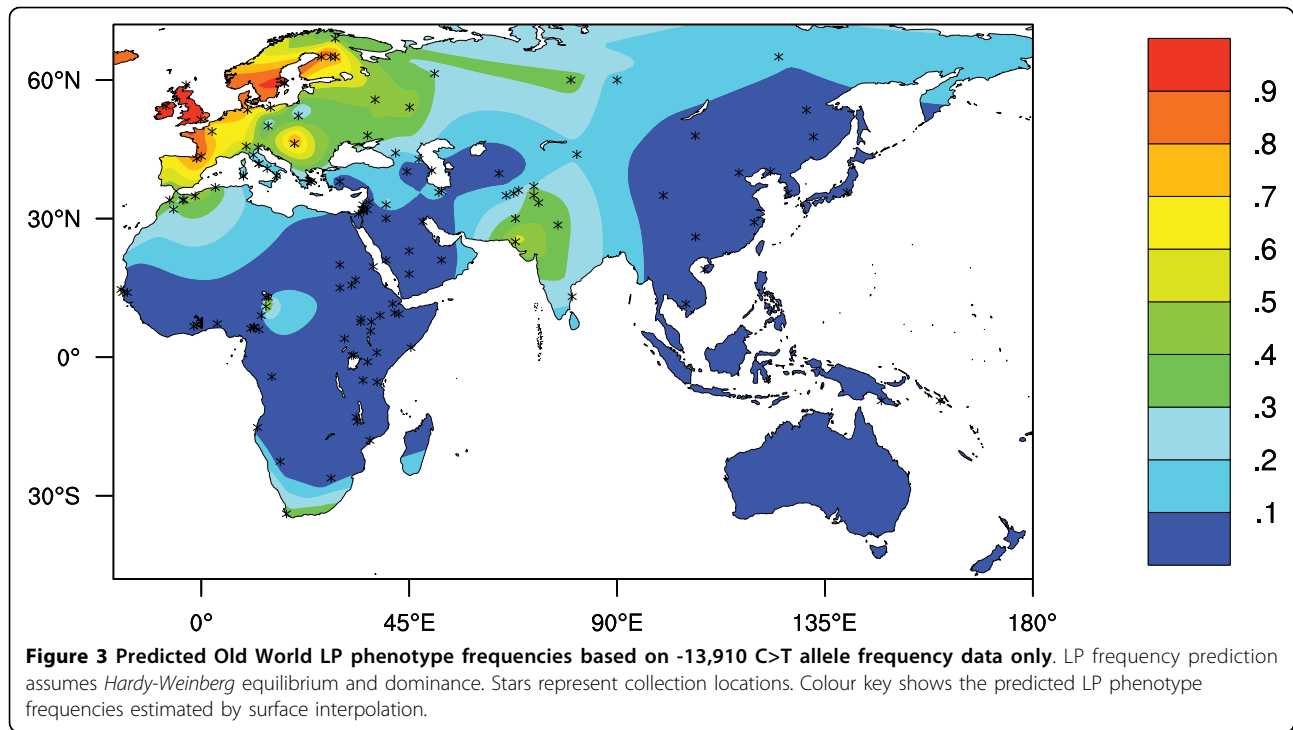 60°N
30°N
0°
30°S
0° 45°E 90°E 135°E 180°
.9
.8
.7
.6
.5
.4
.3
.2
.1
Figure 3 Predicted Old World LP phenotype frequencies based on -13,910 C>T allele frequency data only. LP frequency prediction
assumes Hardy-Weinberg equilibrium and dominance. Stars represent collection locations. Colour key shows the predicted LP phenotype
frequencies estimated by surface interpolation.